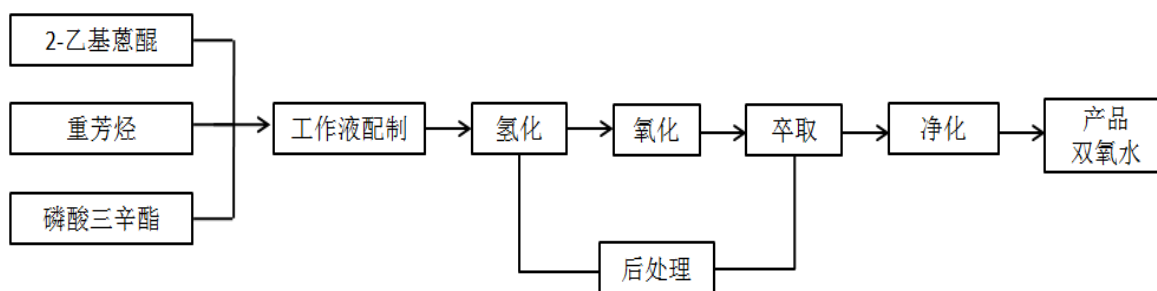 2-乙基蒽醌
重芳烃
磷酸三辛酯
工作液配制
氢化
氧化
卒取
净化
产品
双氧水
后处理